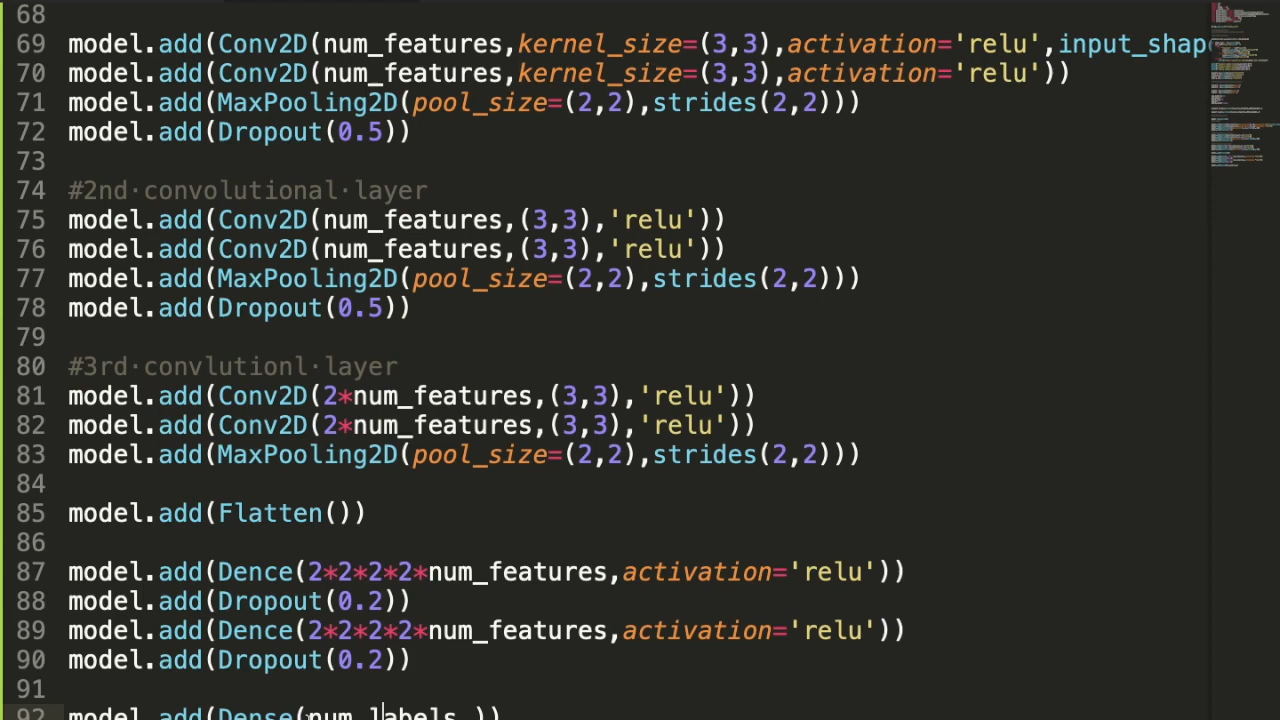 68
69 model.add(Conv2D(num_features,kernel_size=(3,3),activation='relu',input_shap
70 model.add(Conv2D(num_features,kernel_size=(3,3),activation='relu'))
71 model.add(MaxPooling2D(pool_size=(2,2),strides(2,2)))
72 model.add(Dropout(0.5))
73
74 #2nd·convolutional·layer
75 model.add(Conv2D(num_features,(3,3),'relu'))
76 model.add(Conv2D(num_features,(3,3),'relu'))
77 model.add(MaxPooling2D(pool_size=(2,2),strides(2,2)))
78 model.add(Dropout(0.5))
79
80 #3rd·convlutionl·layer
81 model.add(Conv2D(2*num_features,(3,3),'relu'))
82 model.add(Conv2D(2*num_features,(3,3),'relu'))
83 model.add(MaxPooling2D(pool_size=(2,2),strides(2,2)))
84
85 model.add(Flatten())
86
87 model.add(Dence(2*2*2*2*num_features,activation='relu'))
88 model.add(Dropout(0.2))
89 model.add(Dence(2*2*2*2*num_features,activation='relu'))
90 model.add(Dropout(0.2))
91
92 model.add(Dense(num_labels,))